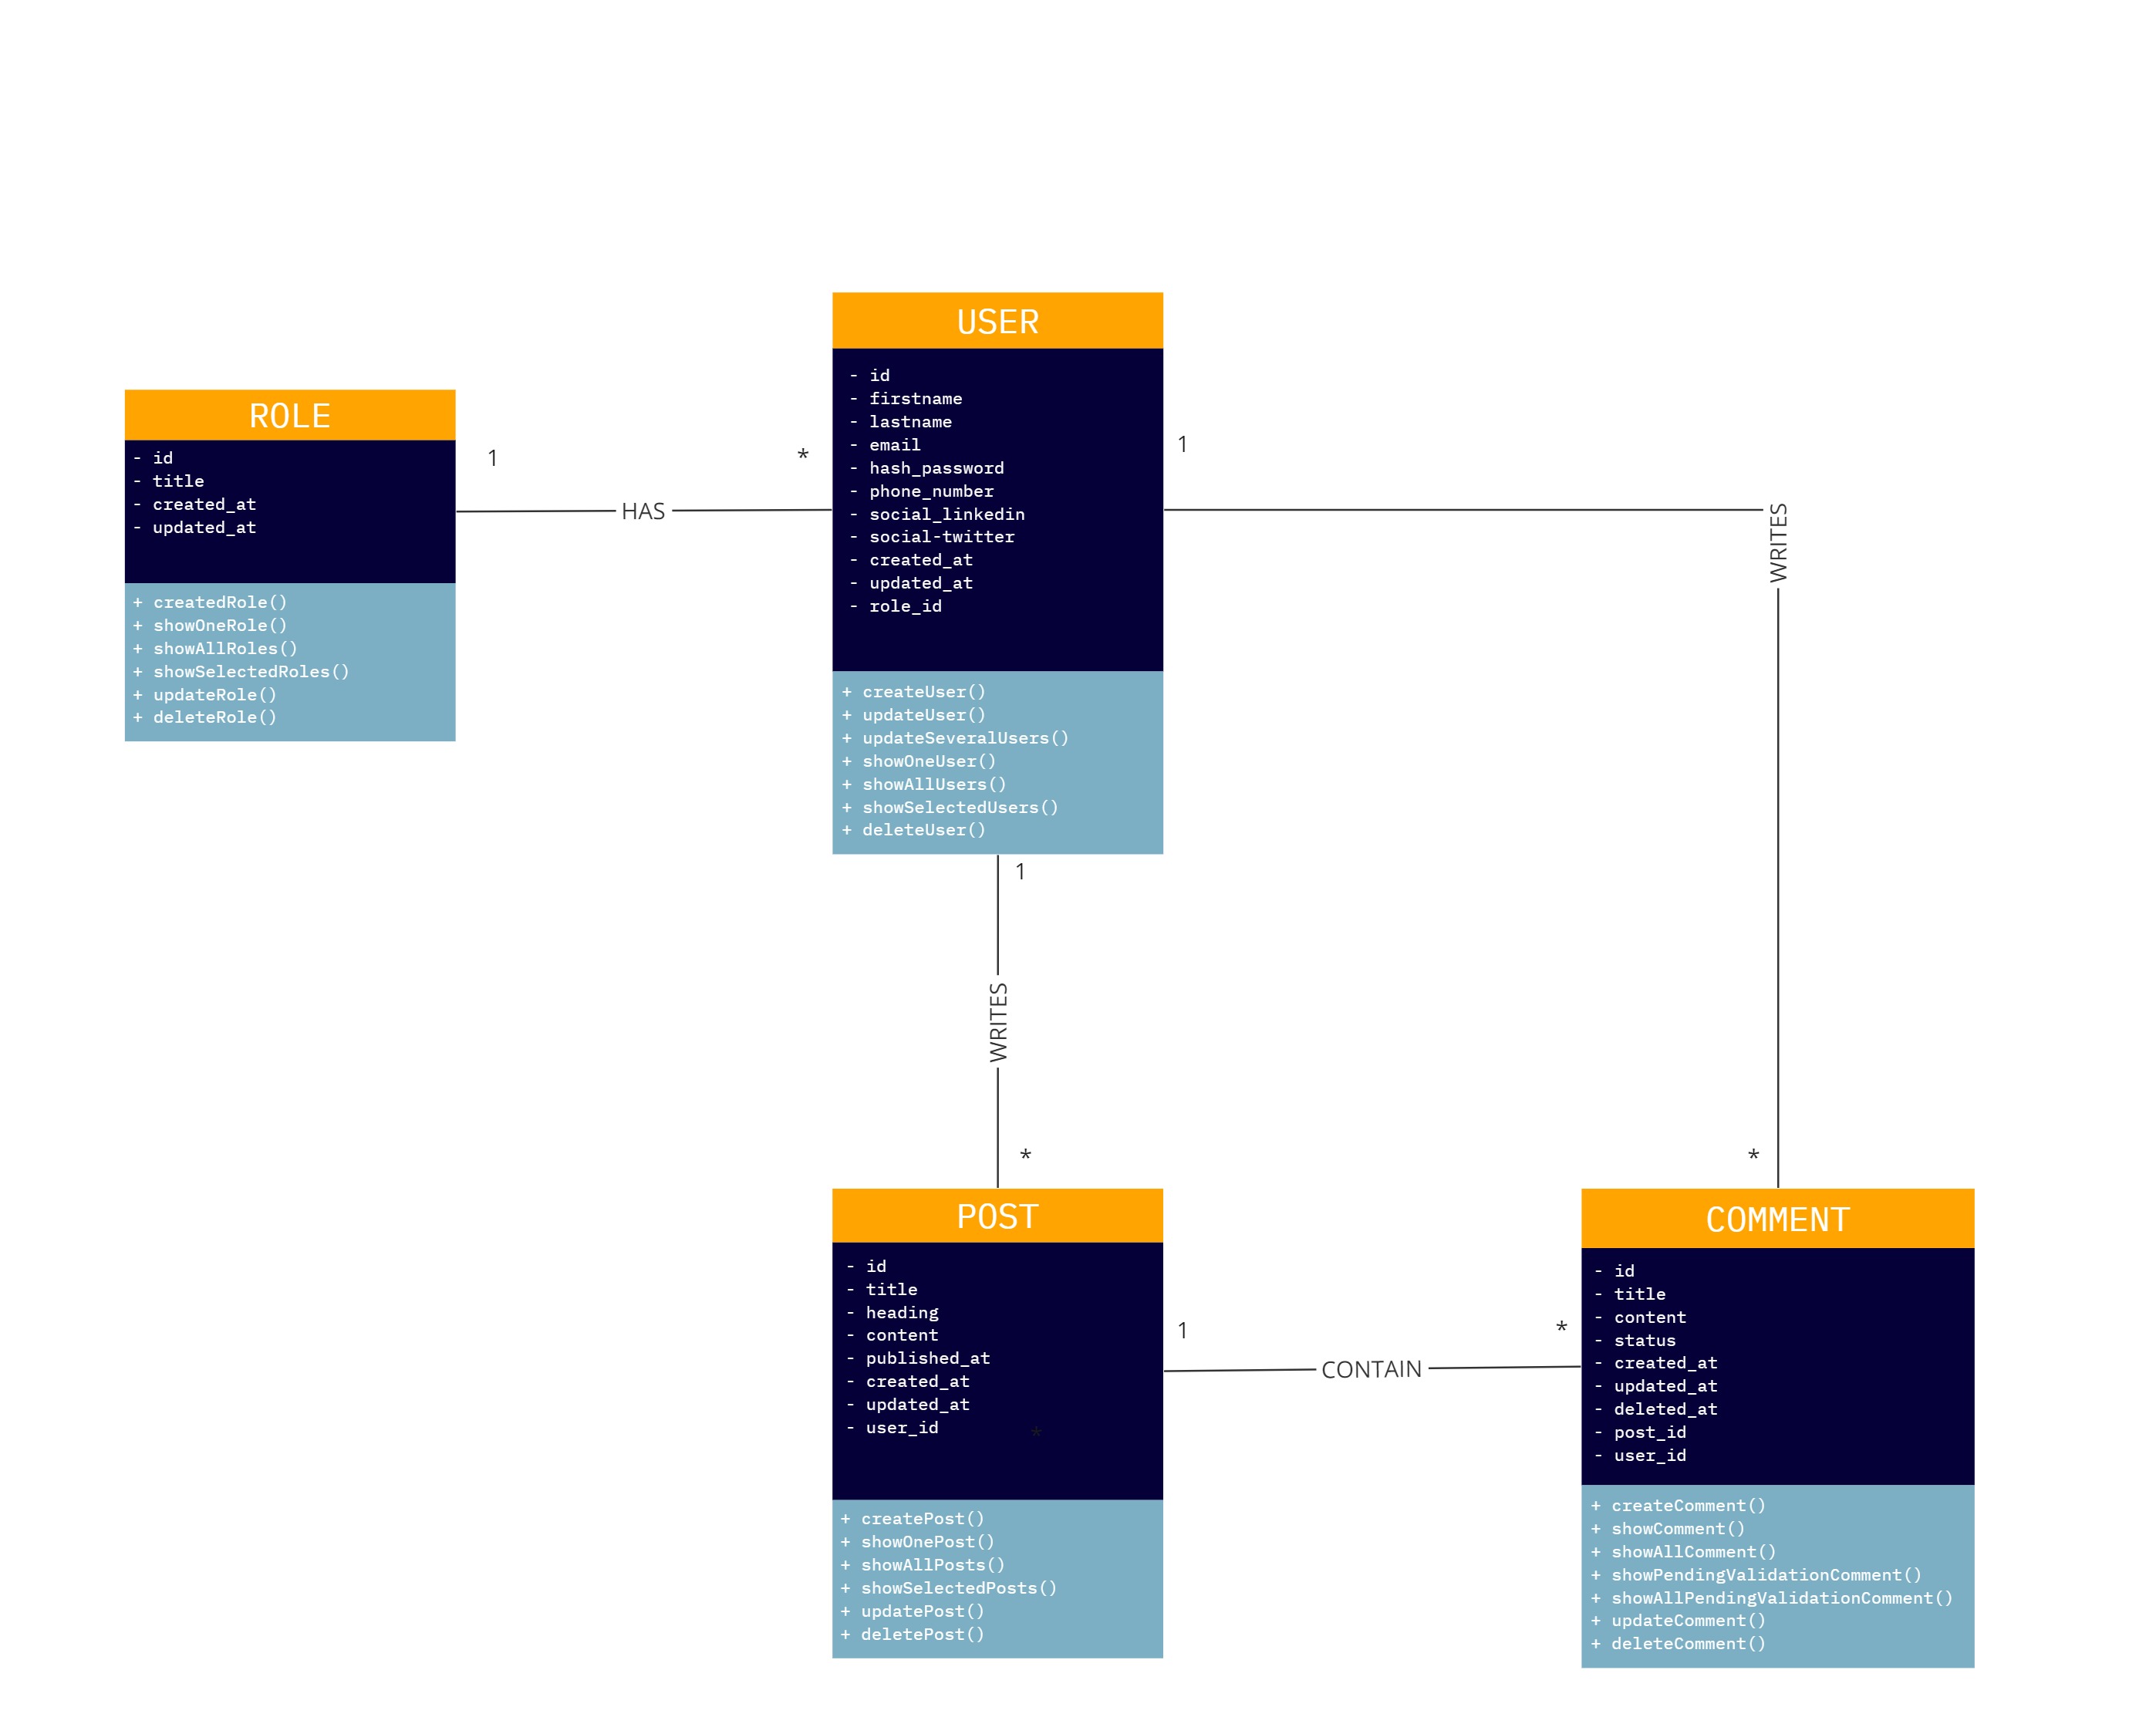 USER
- id
- firstname
- lastname
- email
- hash_password
- phone_number
- social_linkedin
- social-twitter
- created_at
- updated_at
- role_id
+ createUser()
+ updateUser()
+ updateSeveralUsers()
+ showOneUser()
+ showAllUsers()
+ showSelectedUsers()
+ deleteUser()
ROLE
- id
- title
- created_at
- updated_at
+ createdRole()
+ showOneRole()
+ showAllRoles()
+ showSelectedRoles()
+ updateRole()
+ deleteRole()
1
*
HAS
1
WRITES
*
1
WRITES
*
POST
- id
- title
- heading
- content
- published_at
- created_at
- updated_at
- user_id
*
+ createPost()
+ showOnePost()
+ showAllPosts()
+ showSelectedPosts()
+ updatePost()
+ deletePost()
1
*
CONTAIN
COMMENT
- id
- title
- content
- status
- created_at
- updated_at
- deleted_at
- post_id
- user_id
+ createComment()
+ showComment()
+ showAllComment()
+ showPendingValidationComment()
+ showAllPendingValidationComment()
+ updateComment()
+ deleteComment()